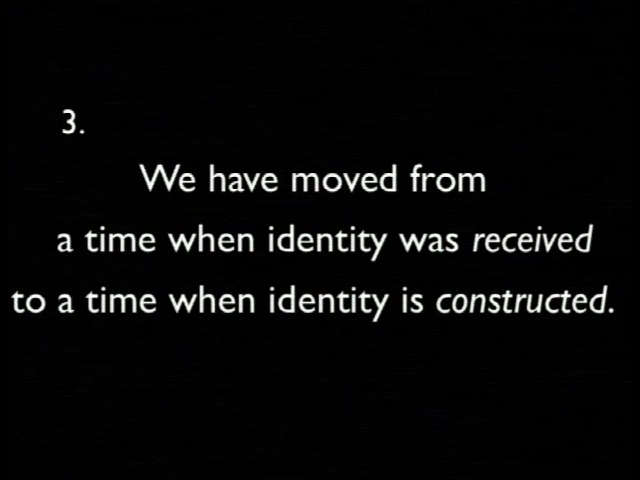 3.
We have moved from
a time when identity was received
to a time when identity is constructed.